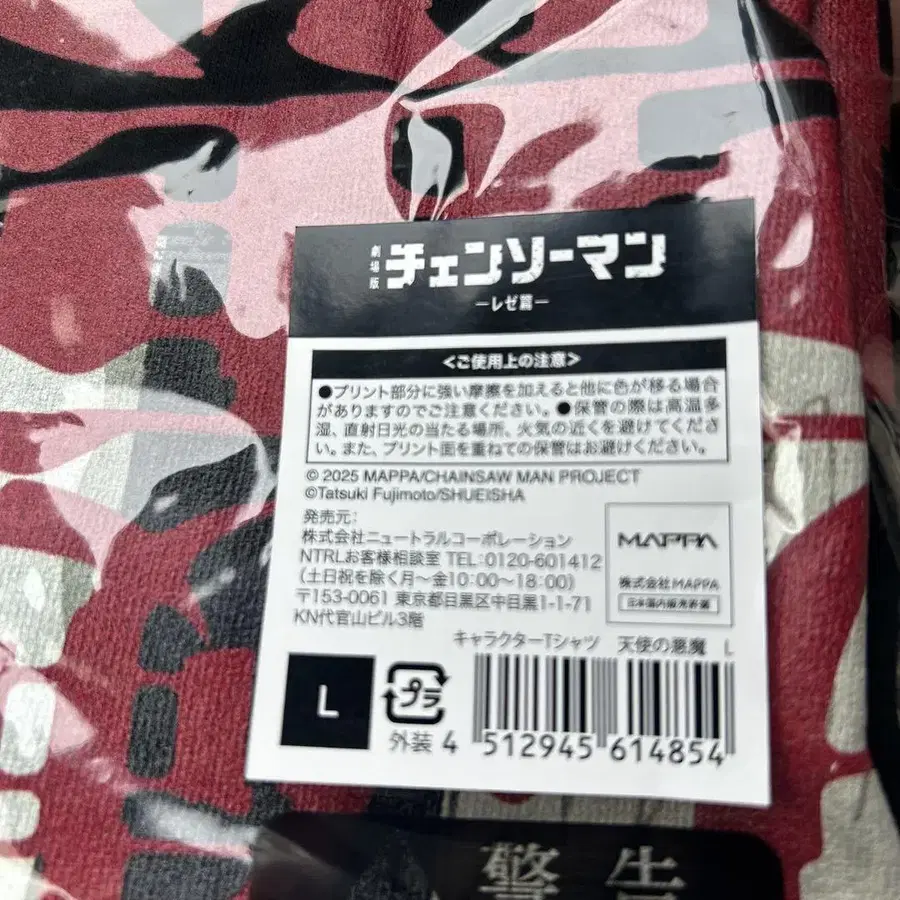 劇場版
チェンソーマン
―レゼ篇―
<ご使用上の注意>
●プリント部分に強い摩擦を加えると他に色が移る場合
がありますのでご注意ください。●保管の際は高温多
湿、直射日光の当たる場所、火気の近くを避けてくださ
い。また、プリント面を重ねての保管はお避けください。
© 2025 MAPPA/CHAINSAW MAN PROJECT
©Tatsuki Fujimoto/SHUEISHA
発売元:
株式会社ニュートラルコーポレーション
NTRLお客様相談室 TEL:0120-601412
(土日祝を除く月～金10:00～18:00)
〒153-0061 東京都目黒区中目黒1-1-71
KN代官山ビル3階
MAPPA
株式会社MAPPA
日本国内販売許諾
キャラクターTシャツ 天使の悪魔 L
L
プラ
外装
4 512945 614854
警告